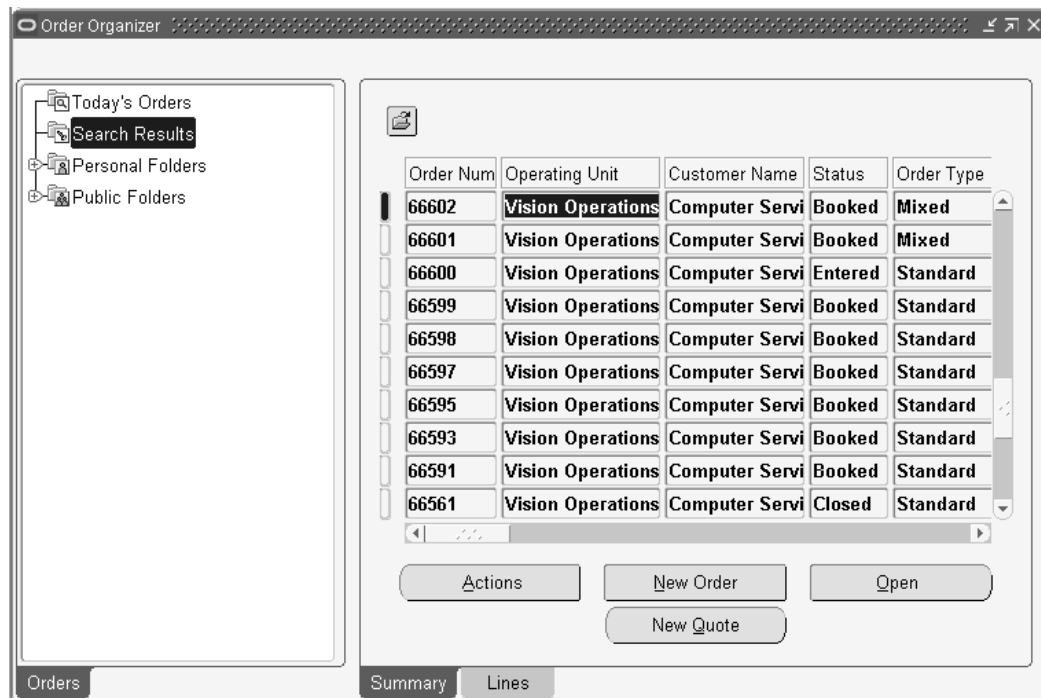 Order Organizer
Today's Orders
Search Results
Personal Folders
Public Folders
Order Num Operating Unit Customer Name Status Order Type
66602 Vision Operations Computer Servi Booked Mixed
66601 Vision Operations Computer Servi Booked Mixed
66600 Vision Operations Computer Servi Entered Standard
66599 Vision Operations Computer Servi Booked Standard
66598 Vision Operations Computer Servi Booked Standard
66597 Vision Operations Computer Servi Booked Standard
66595 Vision Operations Computer Servi Booked Standard
66593 Vision Operations Computer Servi Booked Standard
66591 Vision Operations Computer Servi Booked Standard
66561 Vision Operations Computer Servi Closed Standard
Actions New Order Open
New Quote
Orders Summary Lines